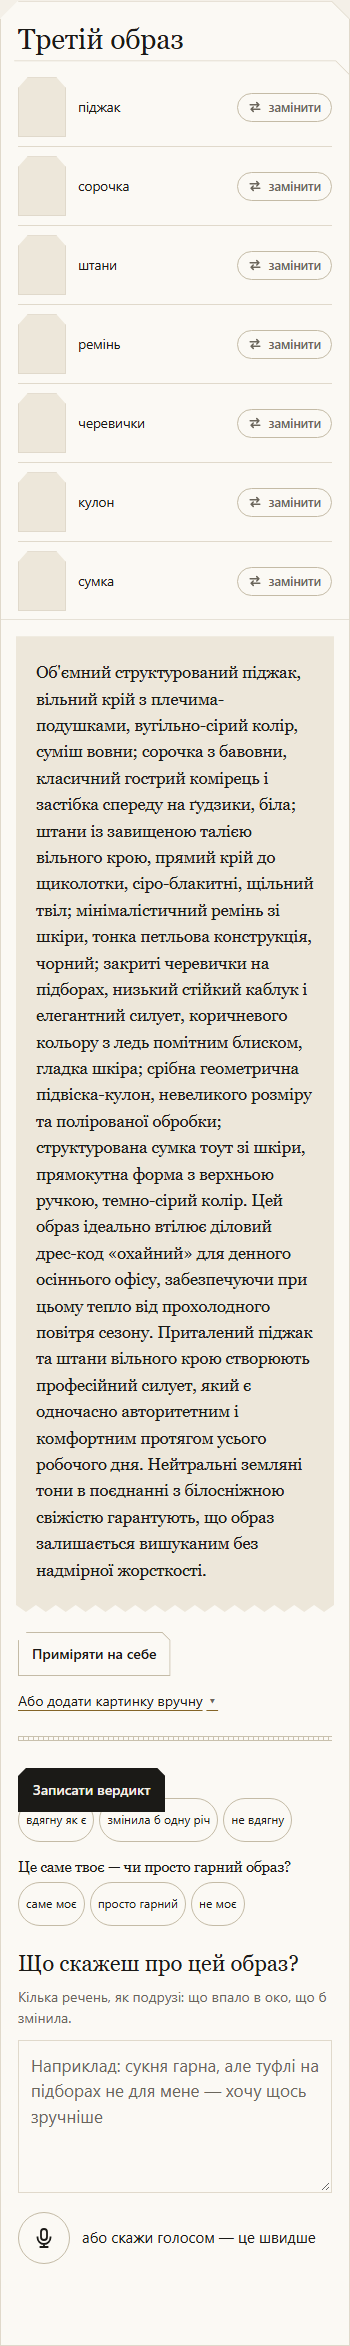 Третій образ
піджак
замінити
сорочка
замінити
штани
замінити
ремінь
замінити
черевички
замінити
кулон
замінити
сумка
замінити
Об'ємний структурований піджак,
вільний крій з плечима-
подушками, вугільно-сірий колір,
суміш вовни; сорочка з бавовни,
класичний гострий комірець і
застібка спереду на ґудзики, біла;
штани із завищеною талією
вільного крою, прямий крій до
щиколотки, сіро-блакитні, щільний
твіл; мінімалістичний ремінь зі
шкіри, тонка петльова конструкція,
чорний; закриті черевички на
підборах, низький стійкий каблук і
елегантний силует, коричневого
кольору з ледь помітним блиском,
гладка шкіра; срібна геометрична
підвіска-кулон, невеликого розміру
та полірованої обробки;
структурована сумка тоут зі шкіри,
прямокутна форма з верхньою
ручкою, темно-сірий колір. Цей
образ ідеально втілює діловий
дрес-код «охайний» для денного
осіннього офісу, забезпечуючи при
цьому тепло від прохолодного
повітря сезону. Приталений піджак
та штани вільного крою створюють
професійний силует, який є
одночасно авторитетним і
комфортним протягом усього
робочого дня. Нейтральні земляні
тони в поєднанні з білосніжною
свіжістю гарантують, що образ
залишається вишуканим без
надмірної жорсткості.
Приміряти на себе
Або додати картинку вручну
Записати вердикт
вдягну як є
змінила б одну річ
не вдягну
Це саме твоє — чи просто гарний образ?
саме моє
просто гарний
не моє
Що скажеш про цей образ?
Кілька речень, як подрузі: що впало в око, що б
змінила.
Наприклад: сукня гарна, але туфлі на
підборах не для мене — хочу щось
зручніше
або скажи голосом — це швидше